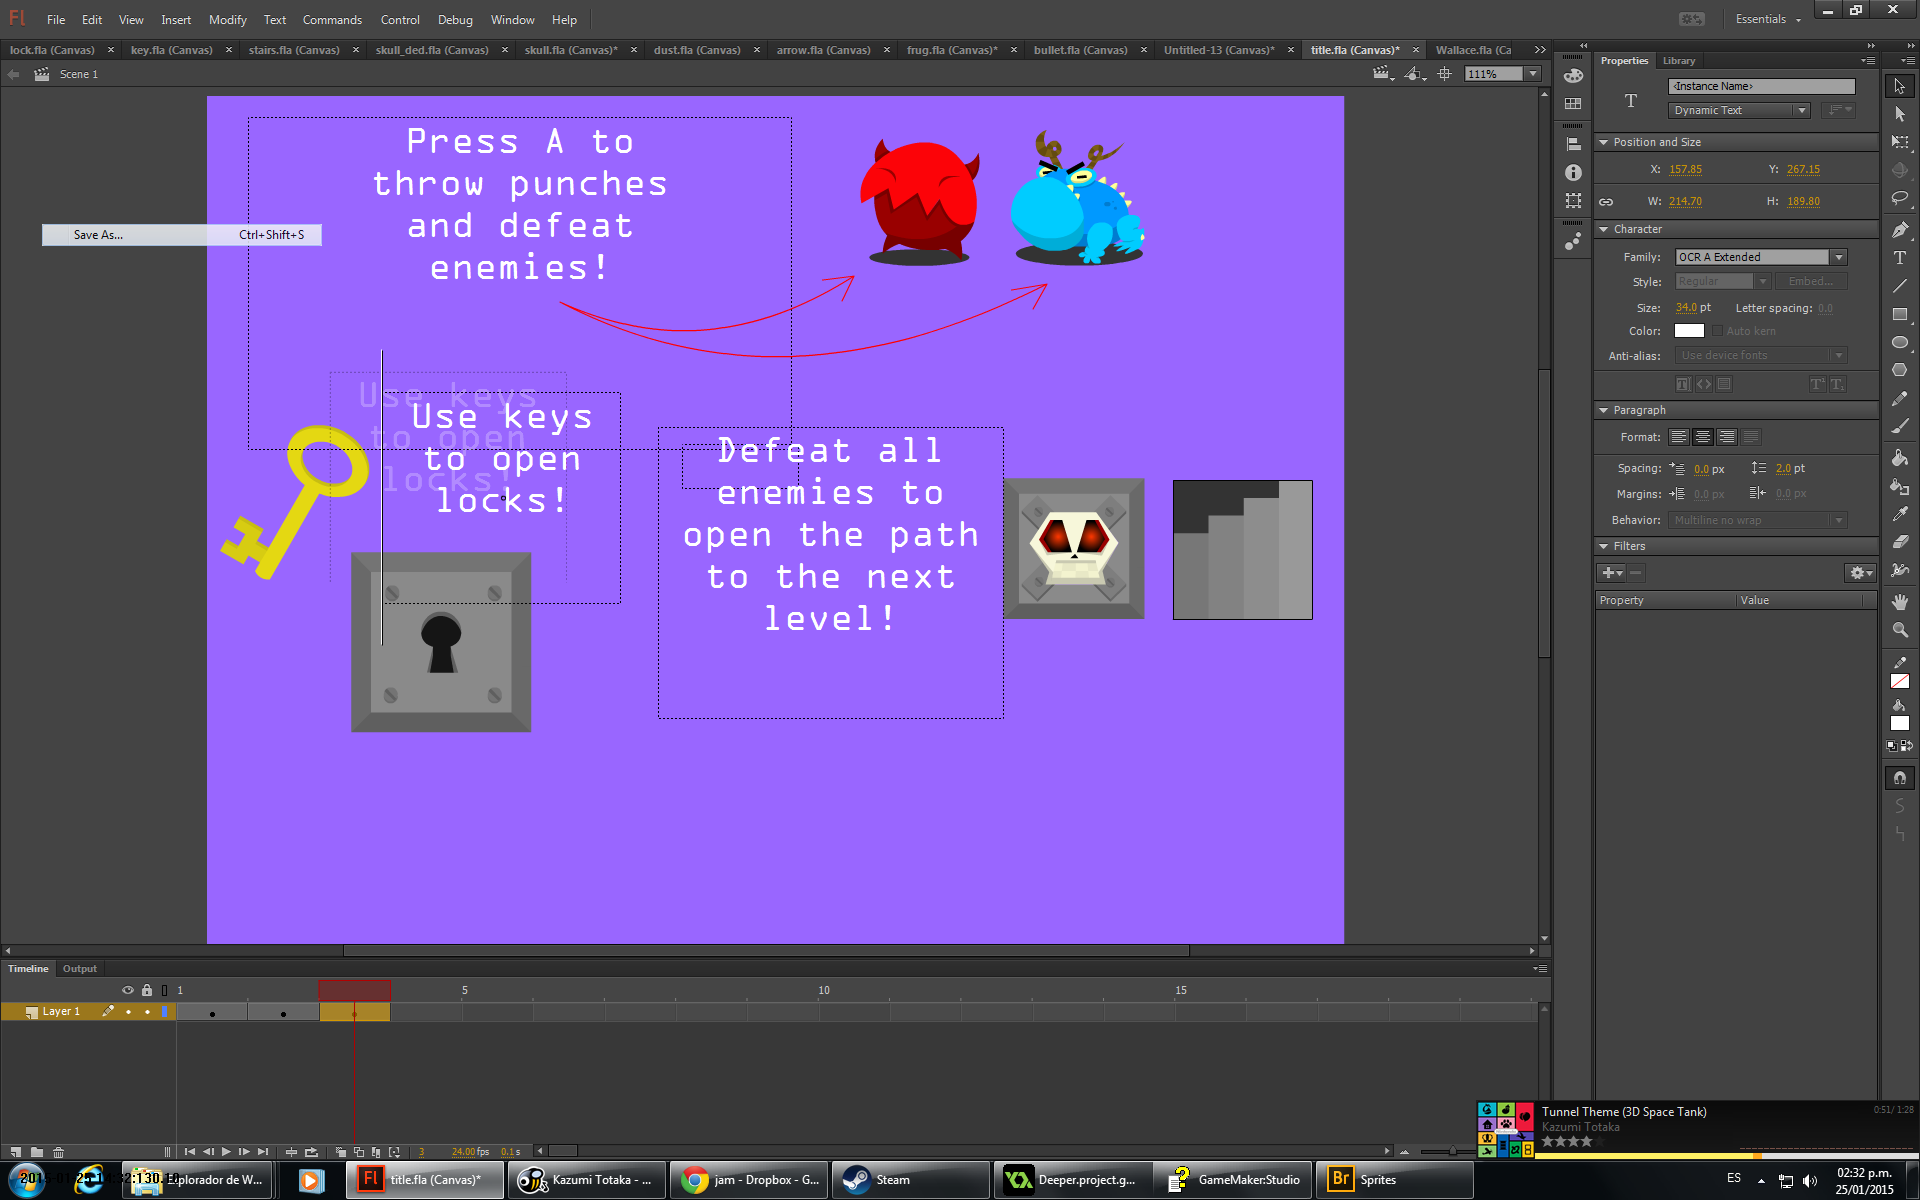 Fl File Edit View Insert Modify Text Commands Control Debug Window Help Essentials
lock.fla (Canvas) × key.fla (Canvas) × stairs.fla (Canvas) × skull_ded.fla (Canvas) × skull.fla (Canvas)* × dust.fla (Canvas) × arrow.fla (Canvas) × frug.fla (Canvas)* × bullet.fla (Canvas) × Untitled-13 (Canvas)* × title.fla (Canvas)* × Wallace.fla (Ca
Scene 1 111%
Press A to
throw punches
and defeat
enemies!
Save As... Ctrl+Shift+S
Use keys
to open
locks!
Use keys
to open
locks!
Defeat all
enemies to
open the path
to the next
level!
Properties Library
<Instance Name>
T Dynamic Text
Position and Size
X: 157.85 Y: 267.15
W: 214.70 H: 189.80
Character
Family: OCR A Extended
Style: Regular Embed...
Size: 34.0 pt Letter spacing: 0.0
Color: Auto kern
Anti-alias: Use device fonts
Paragraph
Format:
Spacing: 0.0 px 2.0 pt
Margins: 0.0 px 0.0 px
Behavior: Multiline no wrap
Filters
Property Value
Timeline Output
1 5 10 15
Layer 1
3 24.00 fps 0.1 s
Tunnel Theme (3D Space Tank) 0:51/ 1:28
Kazumi Totaka
Explorador de W... title.fla (Canvas)* Kazumi Totaka - ... jam - Dropbox - G... Steam Deeper.project.g... GameMaker:Studio Br Sprites
ES 02:32 p.m.
25/01/2015